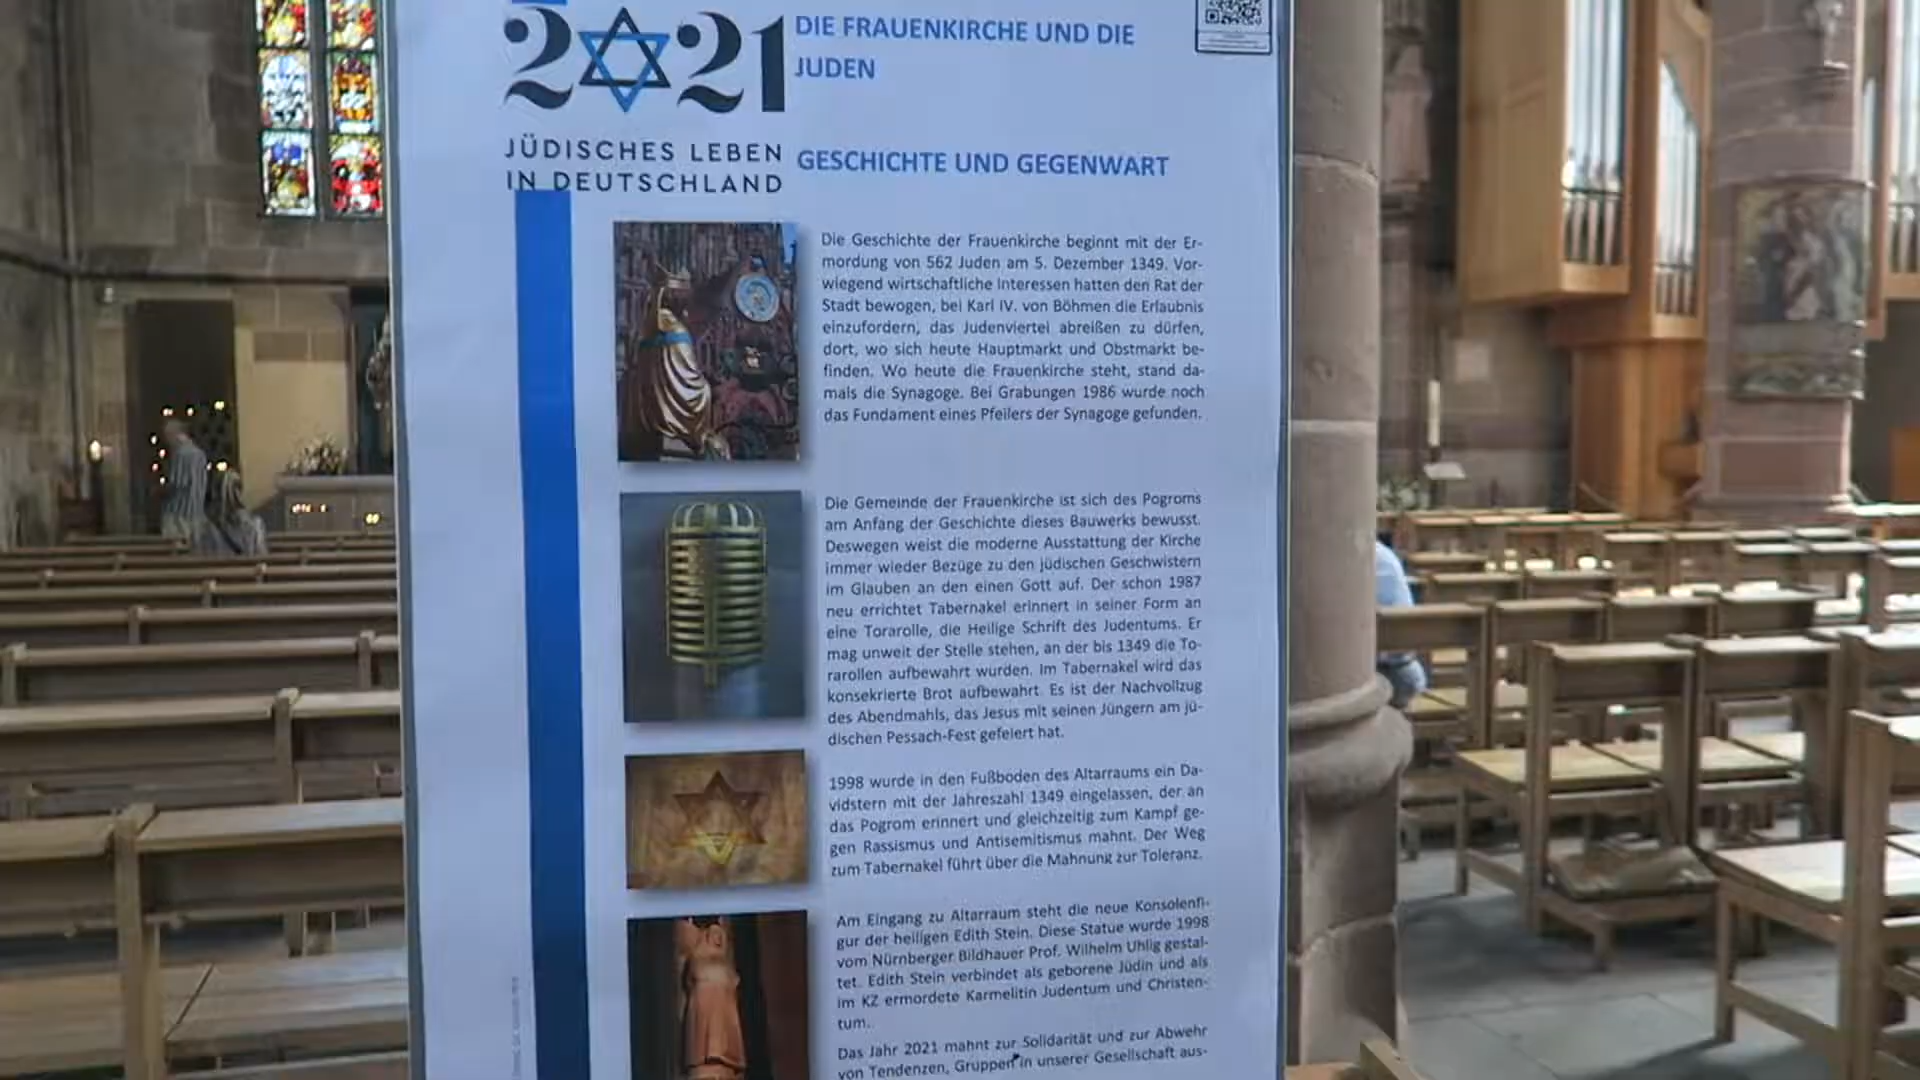 2021
JÜDISCHES LEBEN
IN DEUTSCHLAND
DIE FRAUENKIRCHE UND DIE
JUDEN
GESCHICHTE UND GEGENWART
Die Geschichte der Frauenkirche beginnt mit der Er-
mordung von 562 Juden am 5. Dezember 1349. Vor-
wiegend wirtschaftliche Interessen hatten den Rat der
Stadt bewogen, bei Karl IV. von Böhmen die Erlaubnis
einzufordern, das Judenviertel abreißen zu dürfen,
dort, wo sich heute Hauptmarkt und Obstmarkt be-
finden. Wo heute die Frauenkirche steht, stand da-
mals die Synagoge. Bei Grabungen 1986 wurde noch
das Fundament eines Pfeilers der Synagoge gefunden.
Die Gemeinde der Frauenkirche ist sich des Pogroms
am Anfang der Geschichte dieses Bauwerks bewusst.
Deswegen weist die moderne Ausstattung der Kirche
immer wieder Bezüge zu den jüdischen Geschwistern
im Glauben an den einen Gott auf. Der schon 1987
neu errichtet Tabernakel erinnert in seiner Form an
eine Torarolle, die Heilige Schrift des Judentums. Er
mag unweit der Stelle stehen, an der bis 1349 die To-
rarollen aufbewahrt wurden. Im Tabernakel wird das
konsekrierte Brot aufbewahrt. Es ist der Nachvollzug
des Abendmahls, das Jesus mit seinen Jüngern am jü-
dischen Pessach-Fest gefeiert hat.
1998 wurde in den Fußboden des Altarraums ein Da-
vidstern mit der Jahreszahl 1349 eingelassen, der an
das Pogrom erinnert und gleichzeitig zum Kampf ge-
gen Rassismus und Antisemitismus mahnt. Der Weg
zum Tabernakel führt über die Mahnung zur Toleranz.
Am Eingang zu Altarraum steht die neue Konsolenfi-
gur der heiligen Edith Stein. Diese Statue wurde 1998
vom Nürnberger Bildhauer Prof. Wilhelm Uhlig gestal-
tet. Edith Stein verbindet als geborene Jüdin und als
im KZ ermordete Karmelitin Judentum und Christen-
tum.
Das Jahr 2021 mahnt zur Solidarität und zur Abwehr
von Tendenzen, Gruppen in unserer Gesellschaft aus-